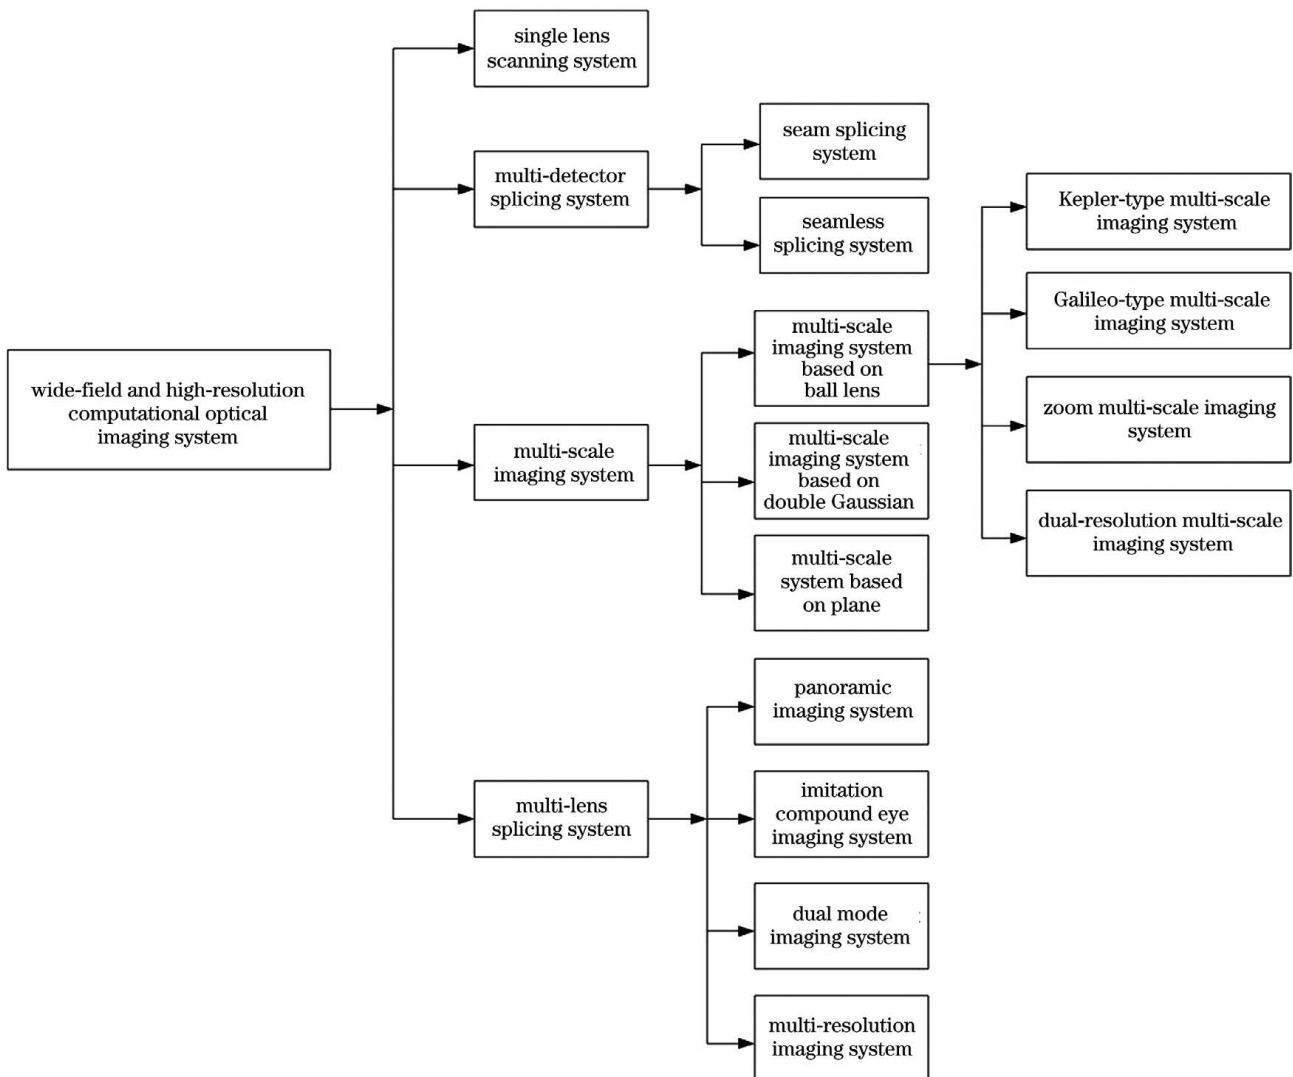 single lens
scanning system
seam splicing
system
multi-detector
splicing system
seamless
splicing system
Kepler-type multi-scale
imaging system
Galileo-type multi-scale
imaging system
multi-scale
imaging system
based on
ball lens
wide-field and high-resolution
computational optical
imaging system
zoom multi-scale imaging
system
multi-scale
imaging system
multi-scale
imaging system
based on
double Gaussian
dual-resolution multi-scale
imaging system
multi-scale
system based
on plane
panoramic
imaging system
multi-lens
splicing system
imitation
compound eye
imaging system
dual mode
imaging system
multi-resolution
imaging system